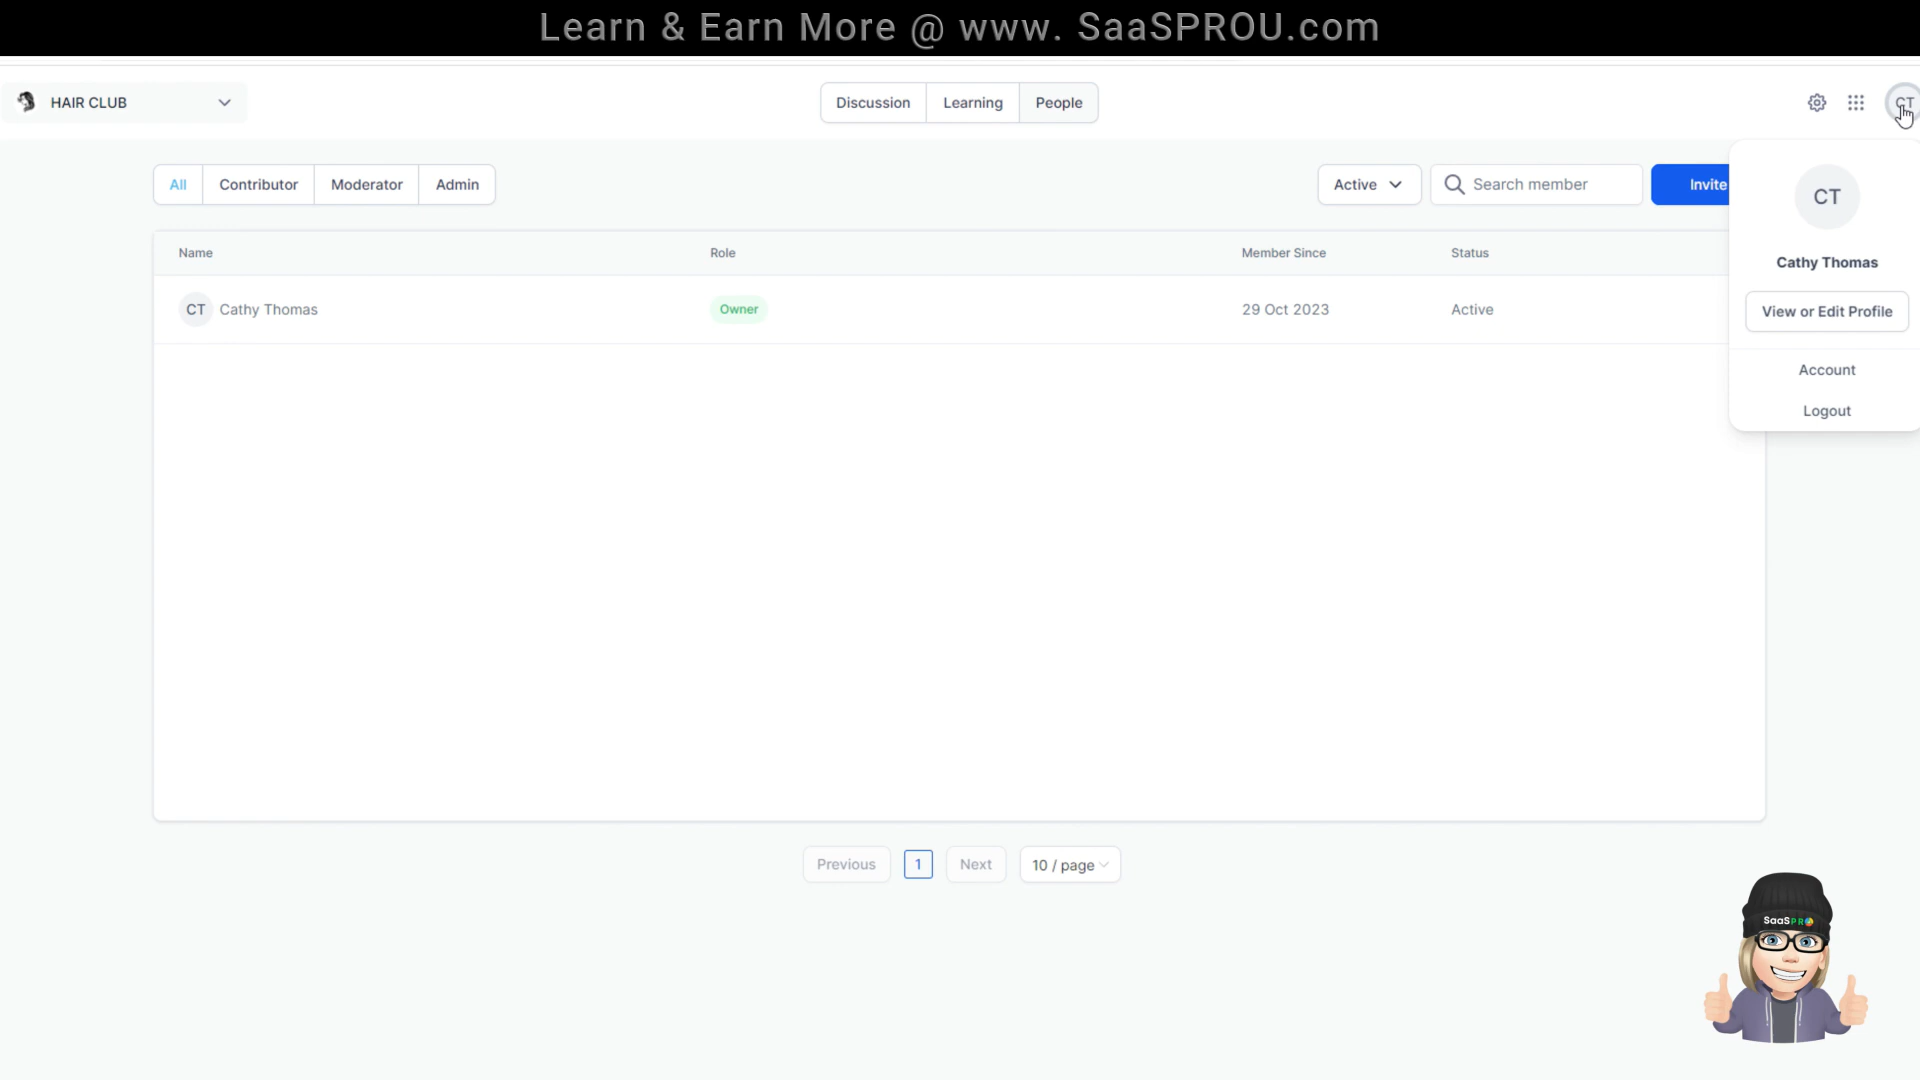 Learn & Earn More @ www. SaaSPROU.com
HAIR CLUB
Discussion Learning People
CT
All Contributor Moderator Admin
Active Search member Invite
CT
Cathy Thomas
View or Edit Profile
Account
Logout
Name Role Member Since Status
CT Cathy Thomas Owner 29 Oct 2023 Active
Previous 1 Next 10 / page
SaaSPRO